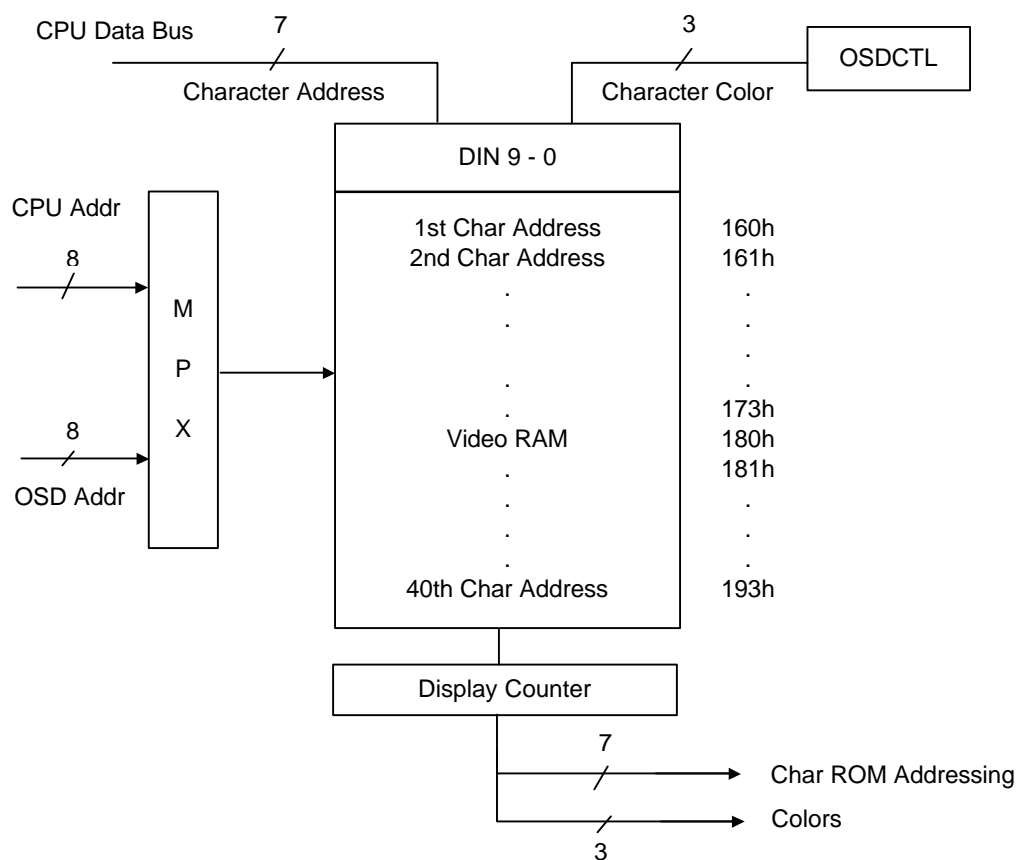 CPU Data Bus
7
Character Address
3
Character Color
OSDCTL
DIN 9 - 0
CPU Addr
8
M
P
X
8
OSD Addr
1st Char Address 160h
2nd Char Address 161h
. .
. .
.
. .
. 173h
Video RAM 180h
. 181h
. .
. .
. .
40th Char Address 193h
Display Counter
7
Char ROM Addressing
Colors
3